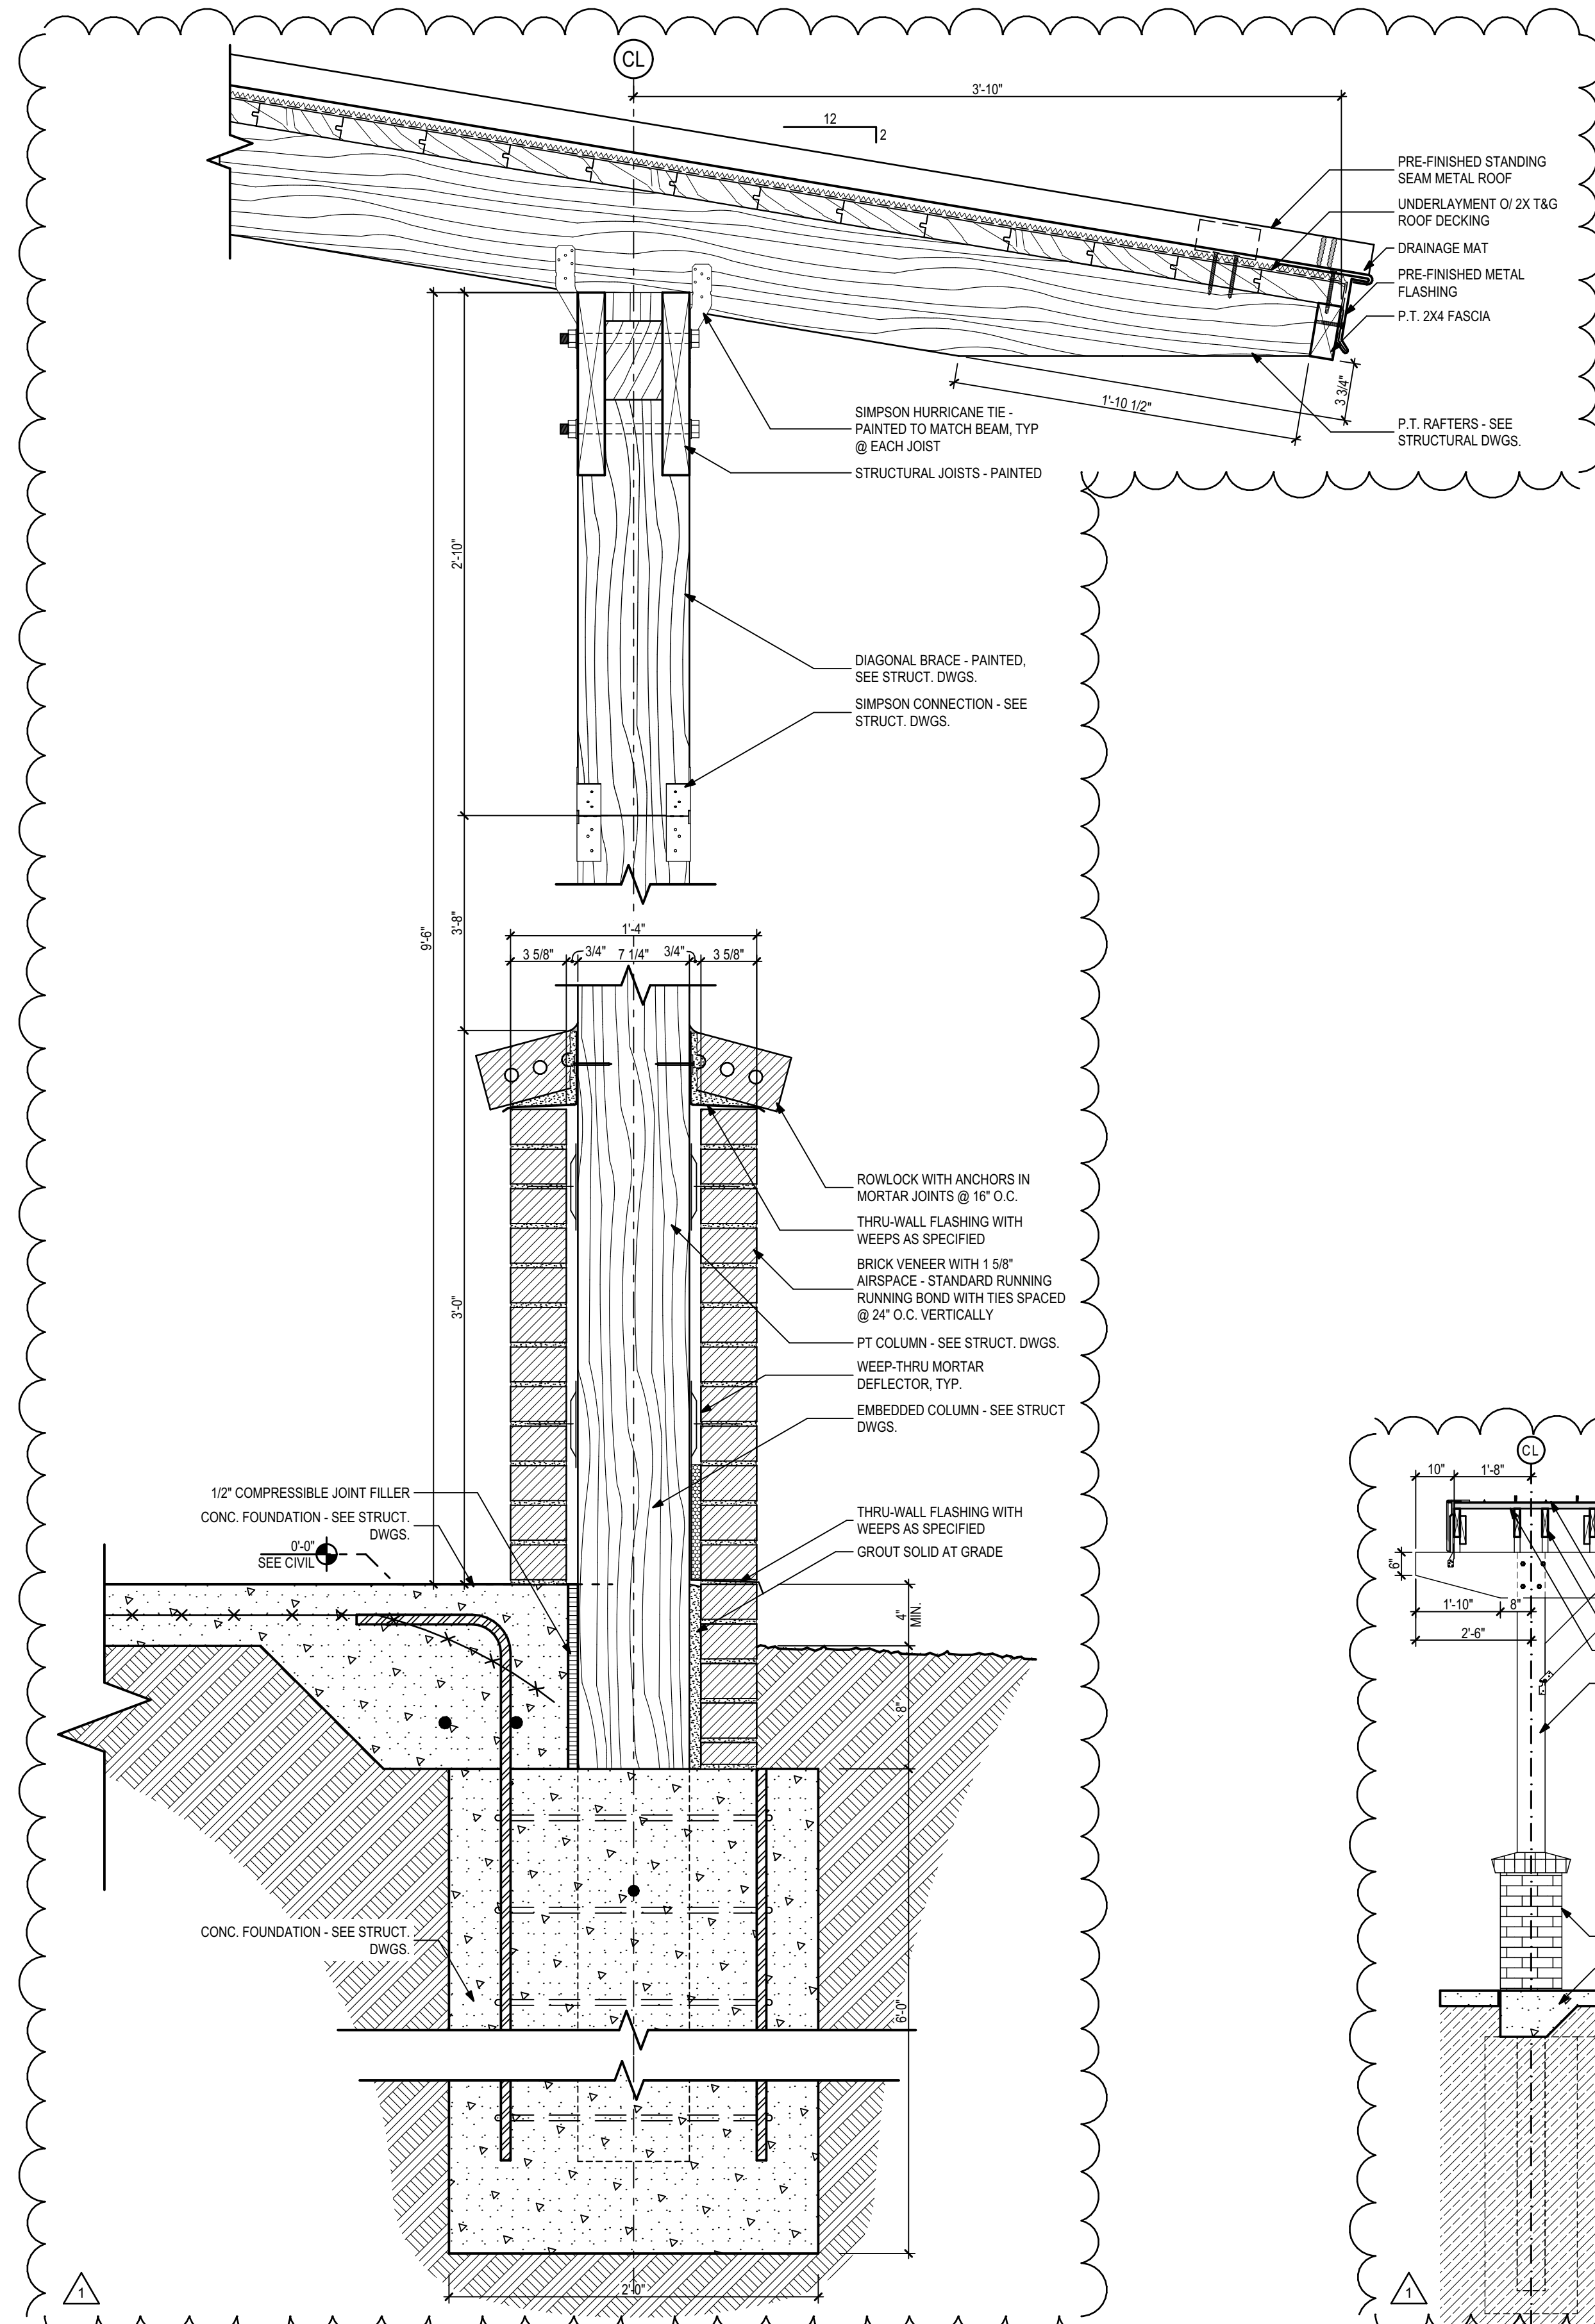 CL
3'-10"
12
2
PRE-FINISHED STANDING
SEAM METAL ROOF
UNDERLAYMENT O/ 2X T&G
ROOF DECKING
DRAINAGE MAT
PRE-FINISHED METAL
FLASHING
P.T. 2X4 FASCIA
3 3/4"
1'-10 1/2"
P.T. RAFTERS - SEE
STRUCTURAL DWGS.
SIMPSON HURRICANE TIE -
PAINTED TO MATCH BEAM, TYP
@ EACH JOIST
STRUCTURAL JOISTS - PAINTED
2'-10"
DIAGONAL BRACE - PAINTED,
SEE STRUCT. DWGS.
SIMPSON CONNECTION - SEE
STRUCT. DWGS.
9'-6"
3'-8"
1'-4"
3 5/8"
3/4"
7 1/4"
3/4"
3 5/8"
ROWLOCK WITH ANCHORS IN
MORTAR JOINTS @ 16" O.C.
THRU-WALL FLASHING WITH
WEEPS AS SPECIFIED
BRICK VENEER WITH 1 5/8"
AIRSPACE - STANDARD RUNNING
RUNNING BOND WITH TIES SPACED
@ 24" O.C. VERTICALLY
3'-0"
PT COLUMN - SEE STRUCT. DWGS.
WEEP-THRU MORTAR
DEFLECTOR, TYP.
EMBEDDED COLUMN - SEE STRUCT
DWGS.
1/2" COMPRESSIBLE JOINT FILLER
CONC. FOUNDATION - SEE STRUCT.
DWGS.
0'-0"
SEE CIVIL
THRU-WALL FLASHING WITH
WEEPS AS SPECIFIED
GROUT SOLID AT GRADE
4"
MIN.
8"
CONC. FOUNDATION - SEE STRUCT.
DWGS.
6'-0"
2'-0"
1
CL
10"
1'-8"
6"
1'-10"
8"
2'-6"
1